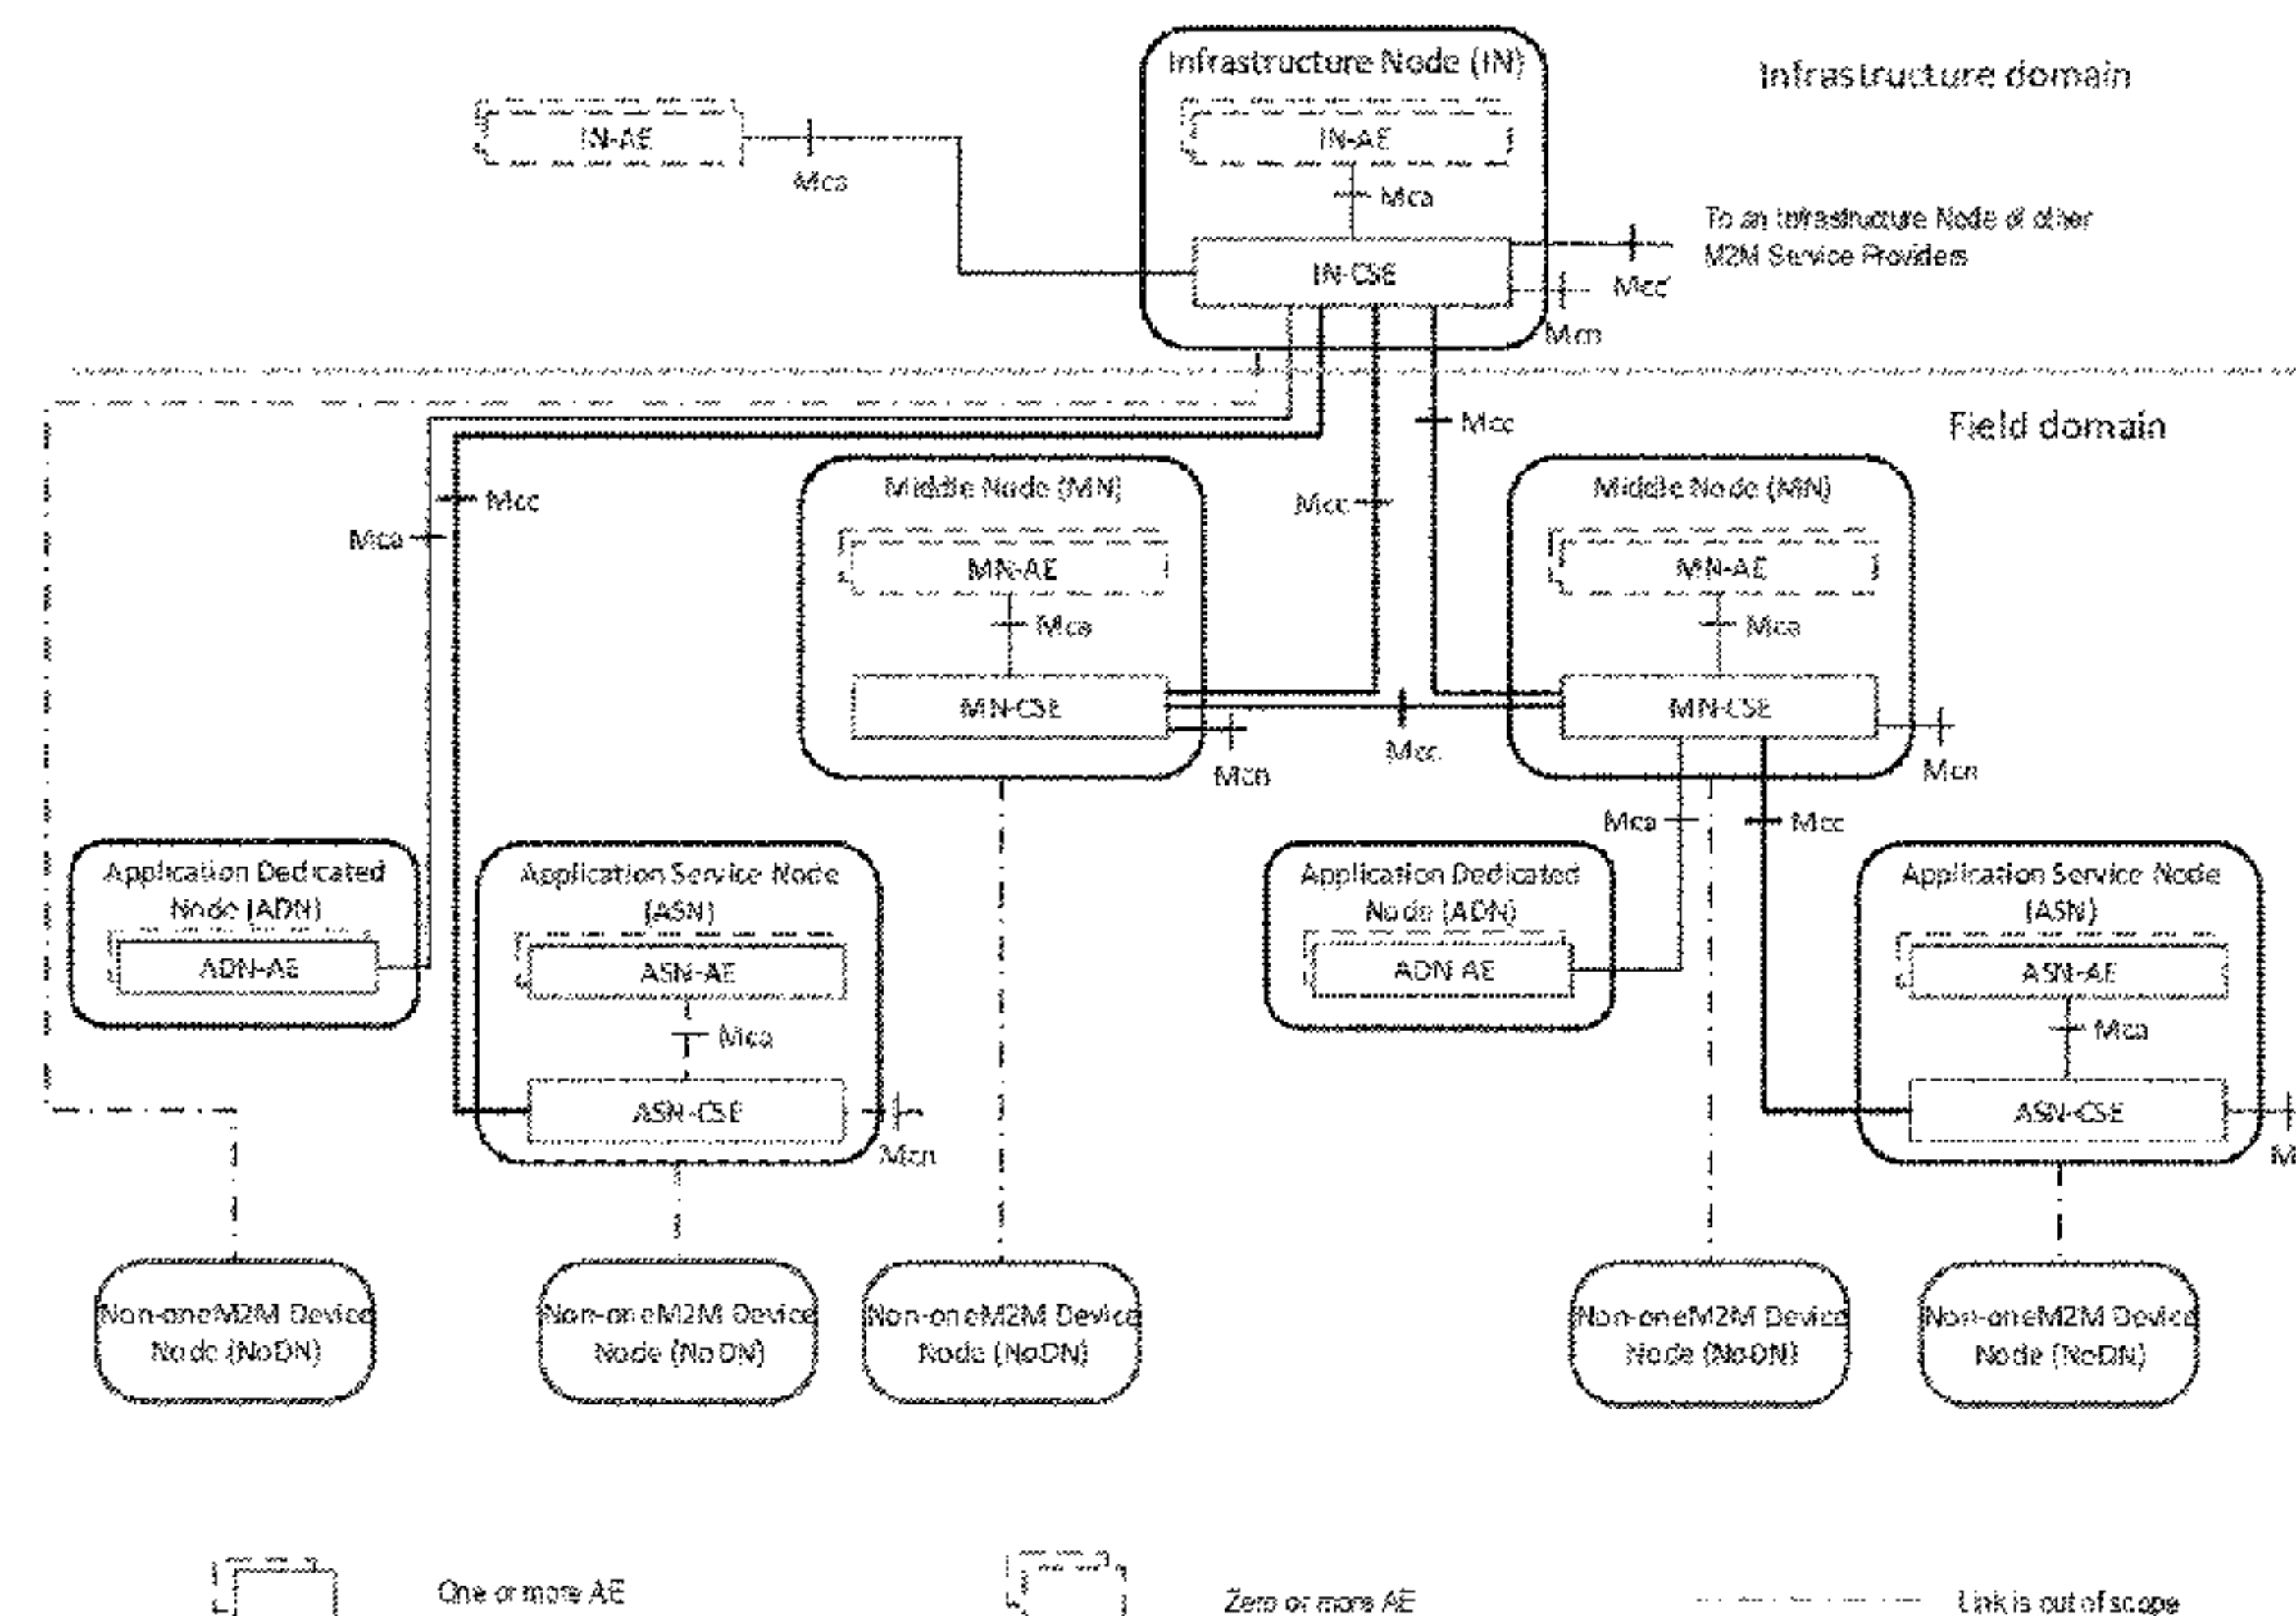 Infrastructure Node (IN)
Infrastructure domain
IN-AE
IN-AE
Mca
Mca
To an Infrastructure Node of other
M2M Service Providers
IN-CSE
Mcc'
Mcn
Mcc
Field domain
Middle Node (MN)
Middle Node (MN)
Mcc
Mcc
Mca
MN-AE
MN-AE
Mca
Mca
MN-CSE
MN-CSE
Mcc
Mcn
Mcn
Mca
Mcc
Application Dedicated
Node (ADN)
Application Service Node
(ASN)
Application Dedicated
Node (ADN)
Application Service Node
(ASN)
ADN-AE
ASN-AE
ADN-AE
ASN-AE
Mca
Mca
ASN-CSE
ASN-CSE
Mcn
Non-oneM2M Device
Node (NoDN)
Non-oneM2M Device
Node (NoDN)
Non-oneM2M Device
Node (NoDN)
Non-oneM2M Device
Node (NoDN)
Non-oneM2M Device
Node (NoDN)
One or more AE
Zero or more AE
Link is out of scope